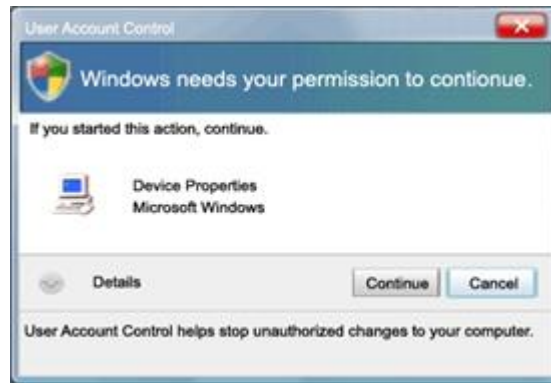 User Account Control
Windows needs your permission to contionue.
If you started this action, continue.
Device Properties
Microsoft Windows
Details
Continue
Cancel
User Account Control helps stop unauthorized changes to your computer.